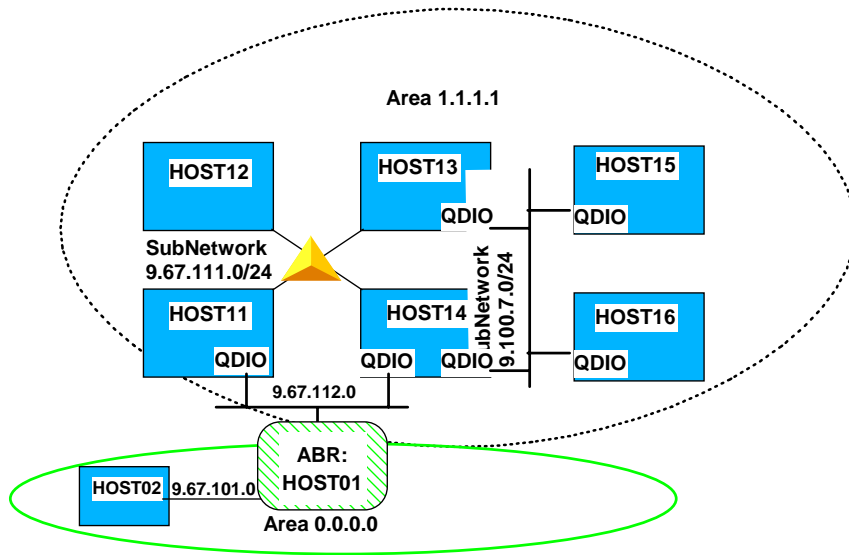 Area 1.1.1.1
HOST12
HOST13
HOST15
QDIO
QDIO
SubNetwork
9.67.111.0/24
ubNetwork
9.100.7.0/24
HOST11
HOST14
HOST16
QDIO
QDIO
QDIO
QDIO
9.67.112.0
ABR:
HOST01
HOST02
9.67.101.0
Area 0.0.0.0